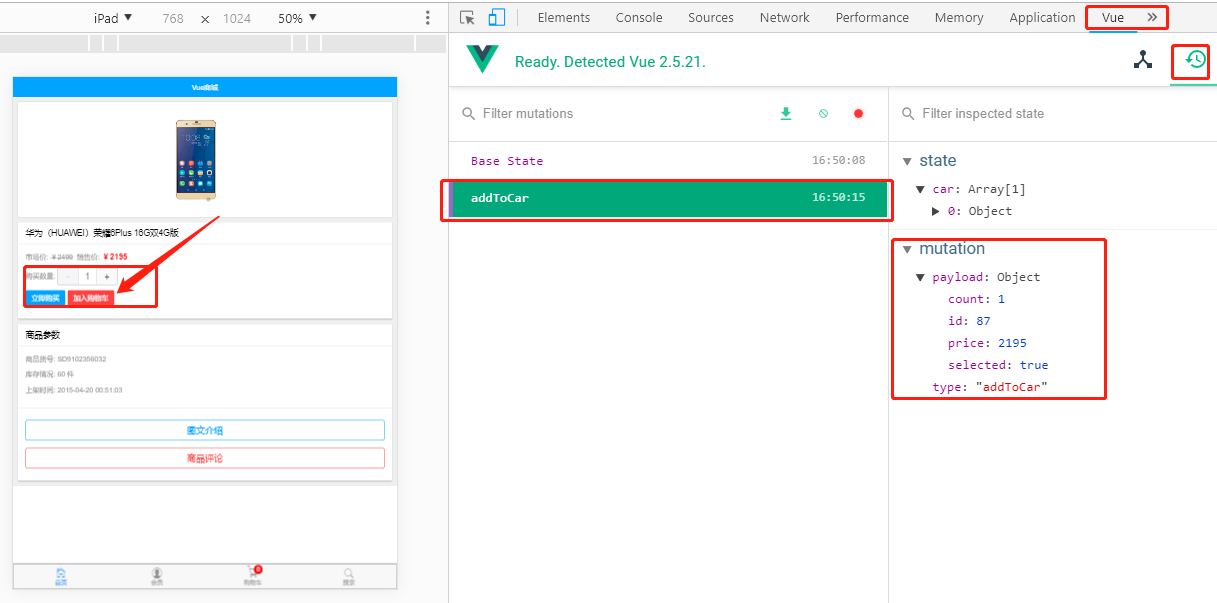 iPad ▼ 768 × 1024 50% ▼
Elements Console Sources Network Performance Memory Application Vue »
Ready. Detected Vue 2.5.21.
Filter mutations
Filter inspected state
Base State 16:50:08
addToCar 16:50:15
▼ state
▼ car: Array[1]
▶ 0: Object
▼ mutation
▼ payload: Object
count: 1
id: 87
price: 2195
selected: true
type: "addToCar"
Vue商城
华为（HUAWEI）荣耀6Plus 16G双4G版
市场价: ￥2499 销售价: ￥2195
购买数量: - 1 +
立即购买 加入购物车
商品参数
商品货号: SD9102356032
库存情况: 60 件
上架时间: 2015-04-20 00:51:03
图文介绍
商品评论
首页 会员 购物车 0 搜索